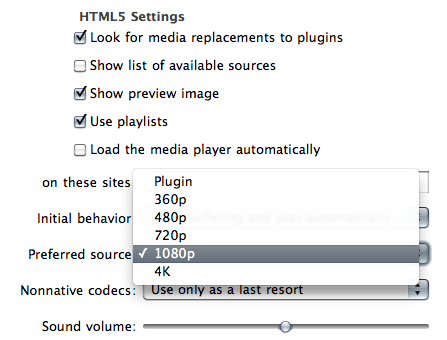 HTML5 Settings
Look for media replacements to plugins
Show list of available sources
Show preview image
Use playlists
Load the media player automatically
on these sites
Plugin
360p
Initial behavior
480p
720p
Preferred source
✓ 1080p
4K
Nonnative codecs: Use only as a last resort
Sound volume: